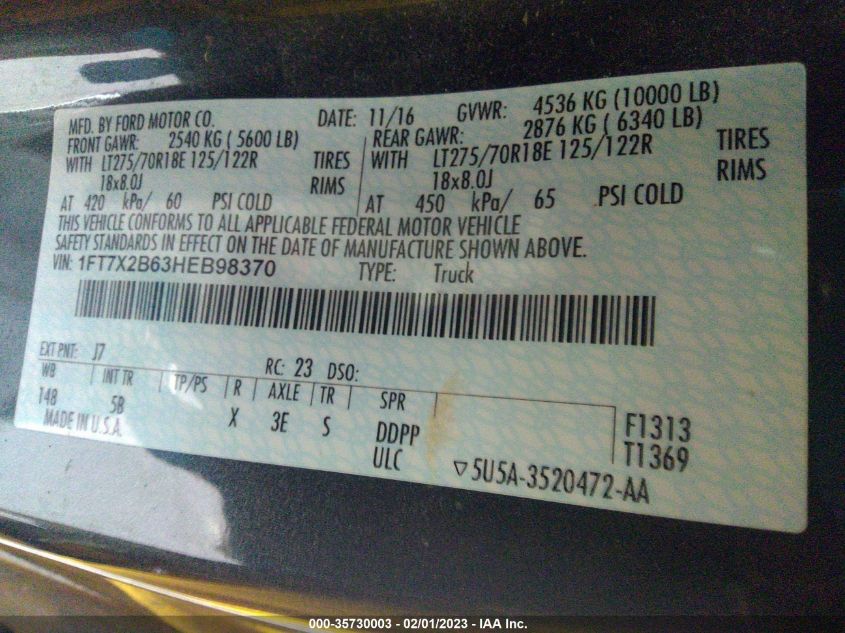 MFD. BY FORD MOTOR CO. DATE: 11/16 GVWR: 4536 KG (10000 LB)
FRONT GAWR: 2540 KG ( 5600 LB) REAR GAWR: 2876 KG ( 6340 LB)
WITH LT275/70R18E 125/122R TIRES WITH LT275/70R18E 125/122R TIRES
18x8.0J RIMS 18x8.0J RIMS
AT 420 kPa/ 60 PSI COLD AT 450 kPa/ 65 PSI COLD
THIS VEHICLE CONFORMS TO ALL APPLICABLE FEDERAL MOTOR VEHICLE
SAFETY STANDARDS IN EFFECT ON THE DATE OF MANUFACTURE SHOWN ABOVE.
VIN: 1FT7X2B63HEB98370 TYPE: Truck
EXT PNT: J7 RC: 23 DSO:
WB INT TR TP/PS R AXLE TR SPR
148 5B X 3E S DDPP F1313
MADE IN U.S.A. ULC T1369
▽5U5A-3520472-AA
000-35730003 - 02/01/2023 - IAA Inc.